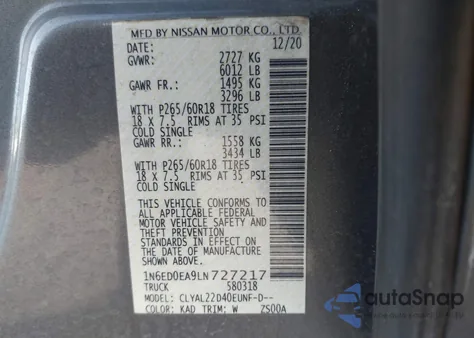 MFD BY NISSAN MOTOR CO., LTD.
DATE: 12/20
GVWR: 2727 KG
6012 LB
GAWR FR.: 1495 KG
3296 LB
WITH P265/60R18 TIRES
18 x 7.5 RIMS AT 35 PSI
COLD SINGLE
GAWR RR.: 1558 KG
3434 LB
WITH P265/60R18 TIRES
18 x 7.5 RIMS AT 35 PSI
COLD SINGLE
THIS VEHICLE CONFORMS TO
ALL APPLICABLE FEDERAL
MOTOR VEHICLE SAFETY AND
THEFT PREVENTION
STANDARDS IN EFFECT ON
THE DATE OF MANUFACTURE
SHOWN ABOVE.
1N6ED0EA9LN727217
TRUCK 580318
MODEL: CLYAL22D40EUNF-D--
COLOR: KAD TRIM: W ZS00A
autoSnap